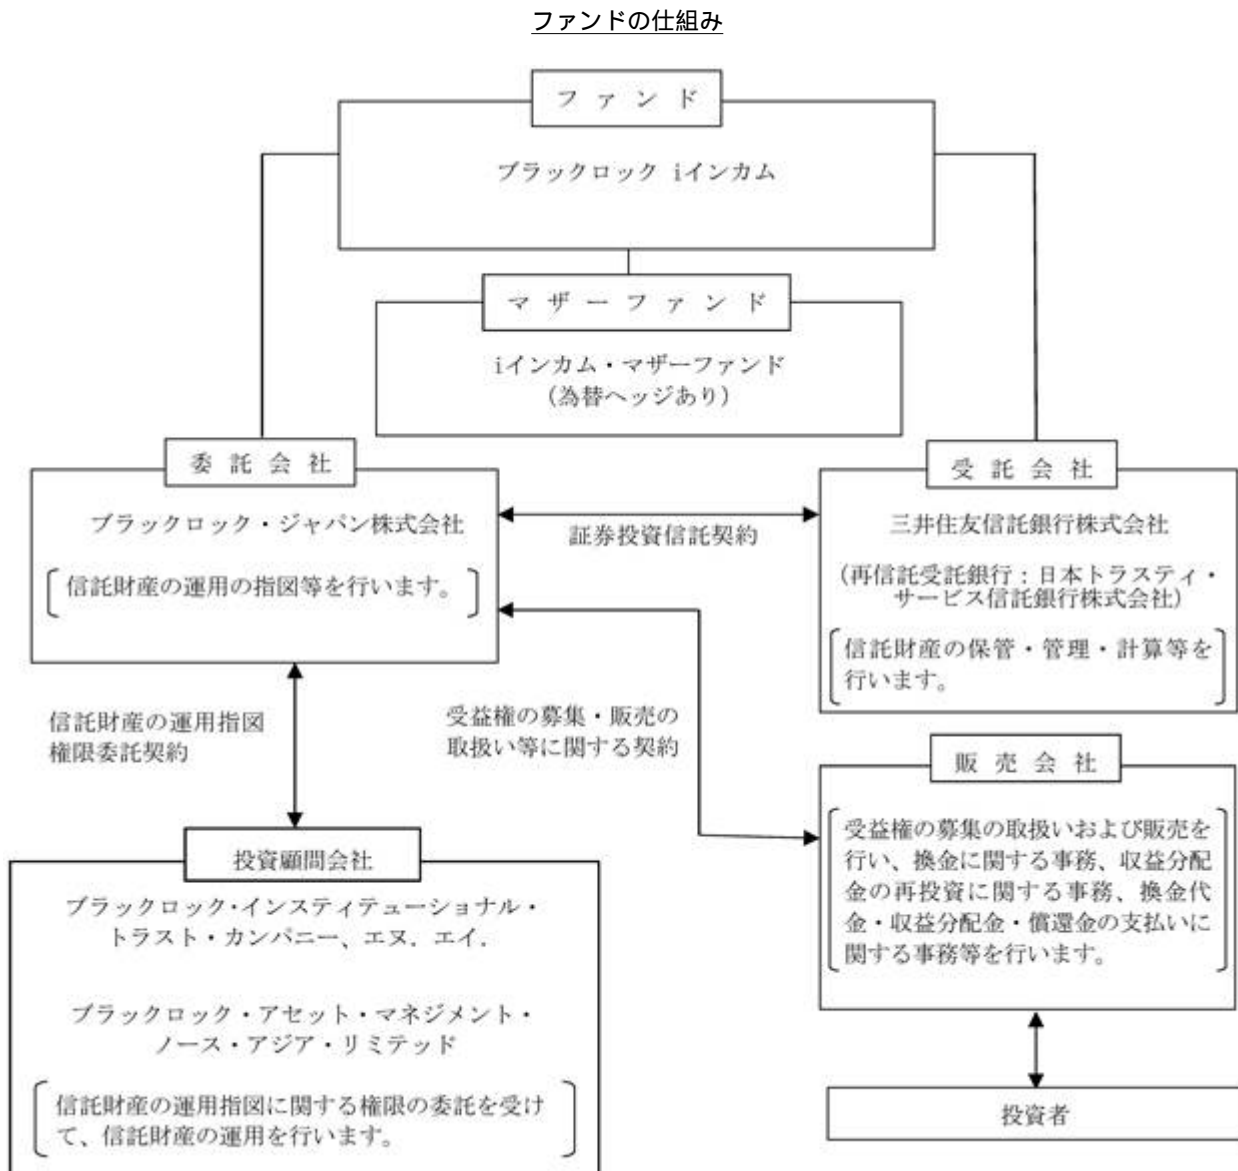 ファンドの仕組み
ファンド
ブラックロック iインカム
マザーファンド
iインカム・マザーファンド
(為替ヘッジあり)
委託会社
ブラックロック・ジャパン株式会社
信託財産の運用の指図等を行います。
証券投資信託契約
受託会社
三井住友信託銀行株式会社
(再信託受託銀行：日本トラスティ・
サービス信託銀行株式会社)
信託財産の保管・管理・計算等を
行います。
信託財産の運用指図
権限委託契約
受益権の募集・販売の
取扱い等に関する契約
販売会社
受益権の募集の取扱いおよび販売を
行い、換金に関する事務、収益分配
金の再投資に関する事務、換金代
金・収益分配金・償還金の支払いに
関する事務等を行います。
投資顧問会社
ブラックロック・インスティテューショナル・
トラスト・カンパニー、エヌ．エイ．
ブラックロック・アセット・マネジメント・
ノース・アジア・リミテッド
信託財産の運用指図に関する権限の委託を受け
て、信託財産の運用を行います。
投資者